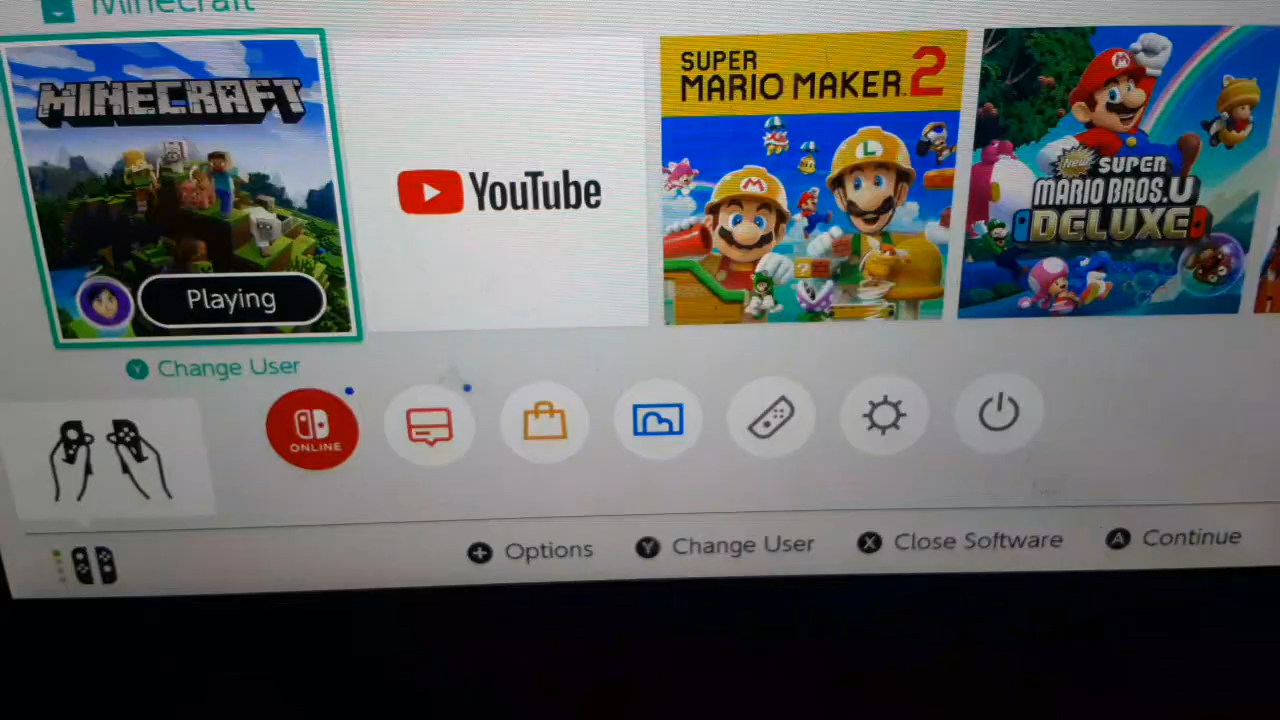 Minecraft
MINECRAFT
Playing
YouTube
SUPER
MARIO MAKER 2
New SUPER
MARIO BROS. U
DELUXE
Change User
ONLINE
Options
Change User
Close Software
Continue